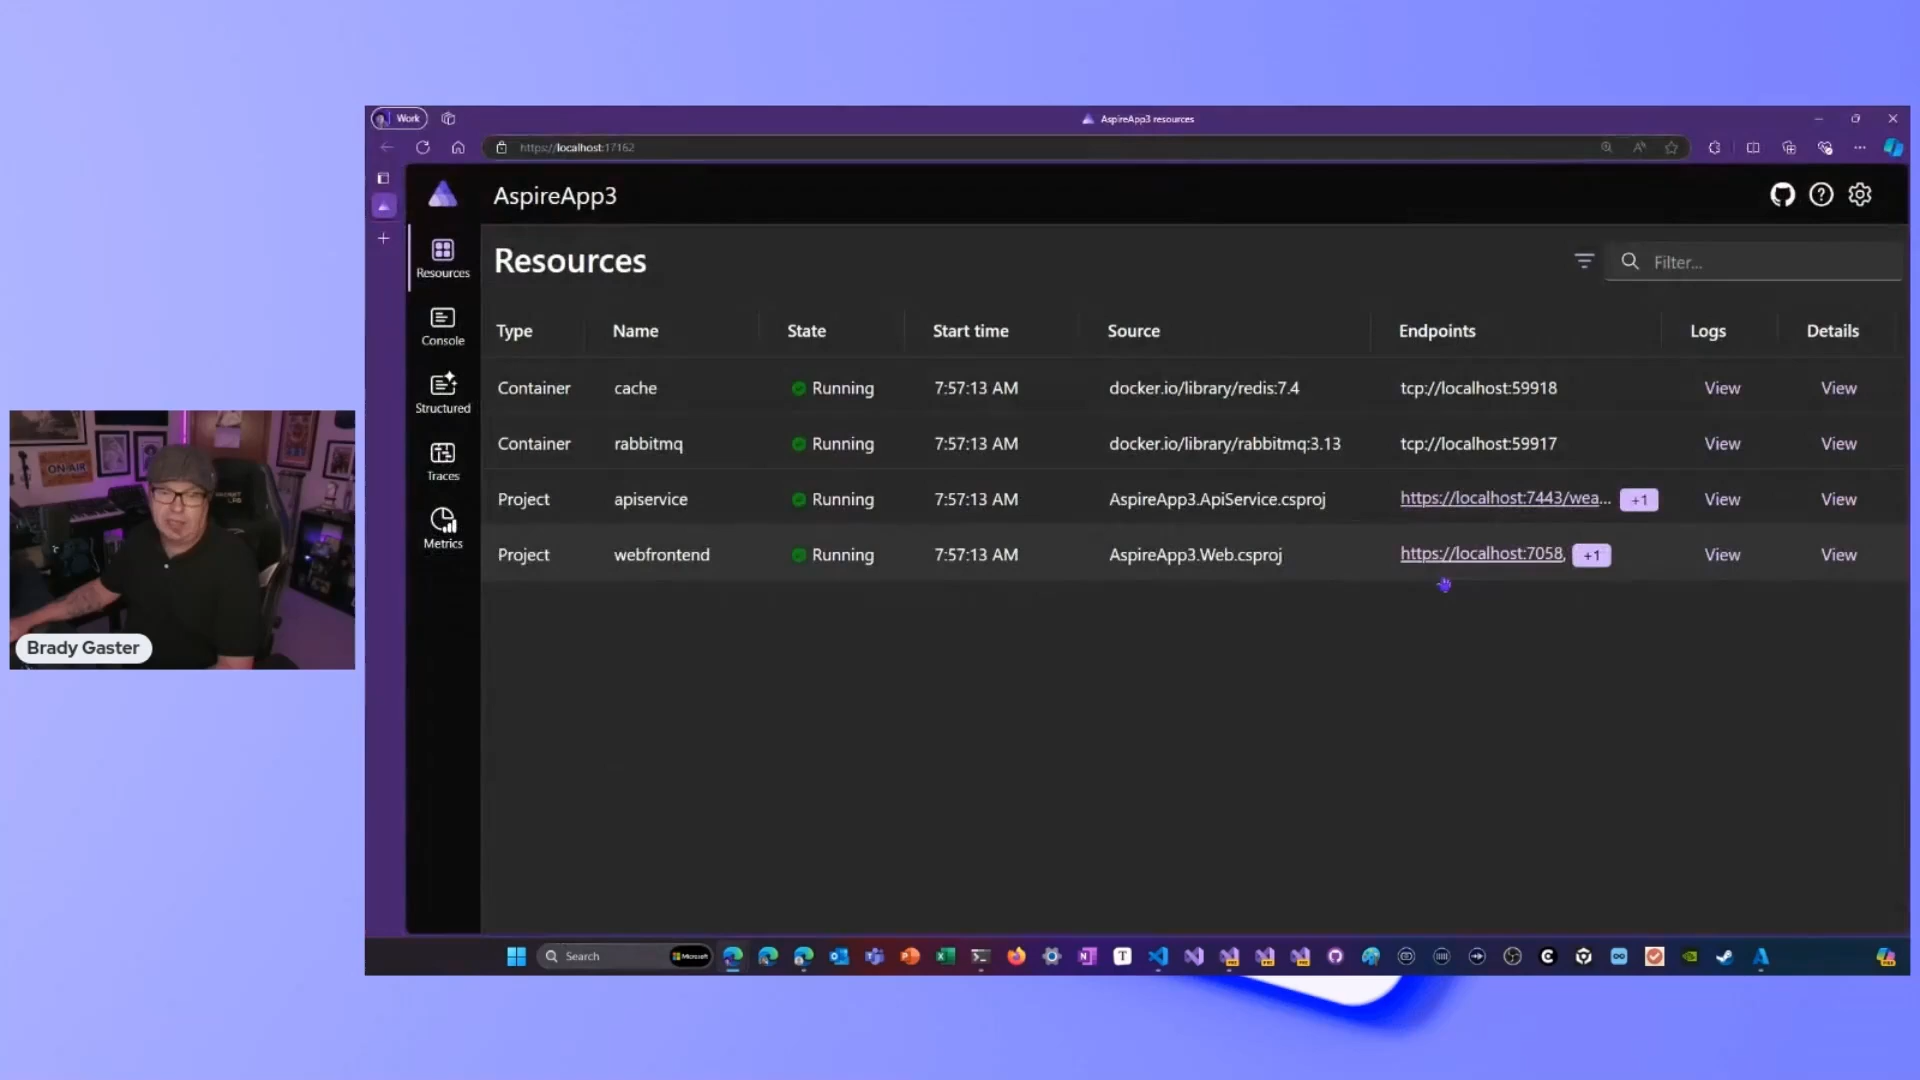 Work
AspireApp3 resources
https://localhost:17162
AspireApp3
Resources
Filter...
Resources
Console
Structured
Traces
Metrics
Type Name State Start time Source Endpoints Logs Details
Container cache Running 7:57:13 AM docker.io/library/redis:7.4 tcp://localhost:59918 View View
Container rabbitmq Running 7:57:13 AM docker.io/library/rabbitmq:3.13 tcp://localhost:59917 View View
Project apiservice Running 7:57:13 AM AspireApp3.ApiService.csproj https://localhost:7443/wea... +1 View View
Project webfrontend Running 7:57:13 AM AspireApp3.Web.csproj https://localhost:7058, +1 View View
ON AIR
Brady Gaster
Search
Microsoft